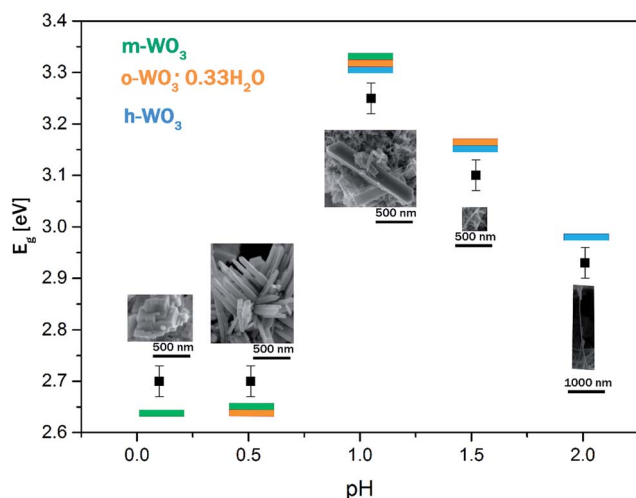 3.4
3.3
3.2
3.1
3.0
2.9
2.8
2.7
2.6
E_g [eV]
m-WO₃
o-WO₃· 0.33H₂O
h-WO₃
500 nm
500 nm
500 nm
500 nm
1000 nm
0.0 0.5 1.0 1.5 2.0
pH